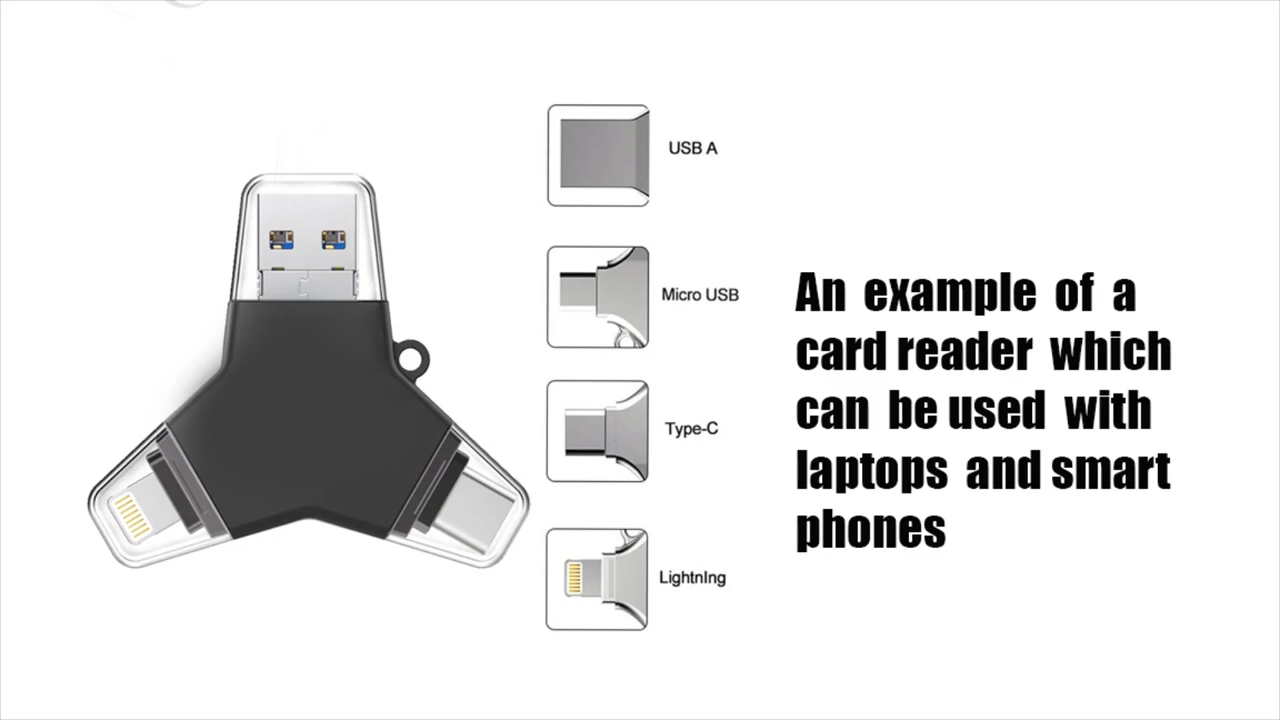 USB A
Micro USB
Type-C
LightnIng
An example of a
card reader which
can be used with
laptops and smart
phones